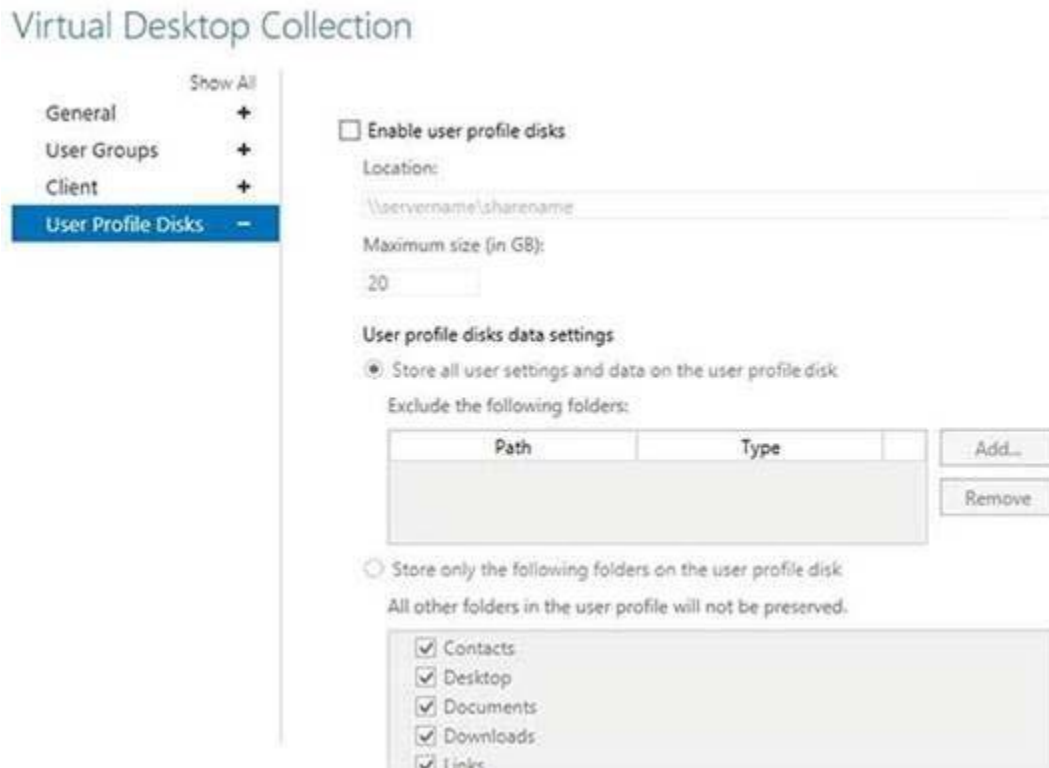 Virtual Desktop Collection
Show All
General +
User Groups +
Client +
User Profile Disks –
Enable user profile disks
Location:
\\servername\sharename
Maximum size (in GB):
20
User profile disks data settings
Store all user settings and data on the user profile disk
Exclude the following folders:
Path Type
Add...
Remove
Store only the following folders on the user profile disk
All other folders in the user profile will not be preserved.
Contacts
Desktop
Documents
Downloads
Links